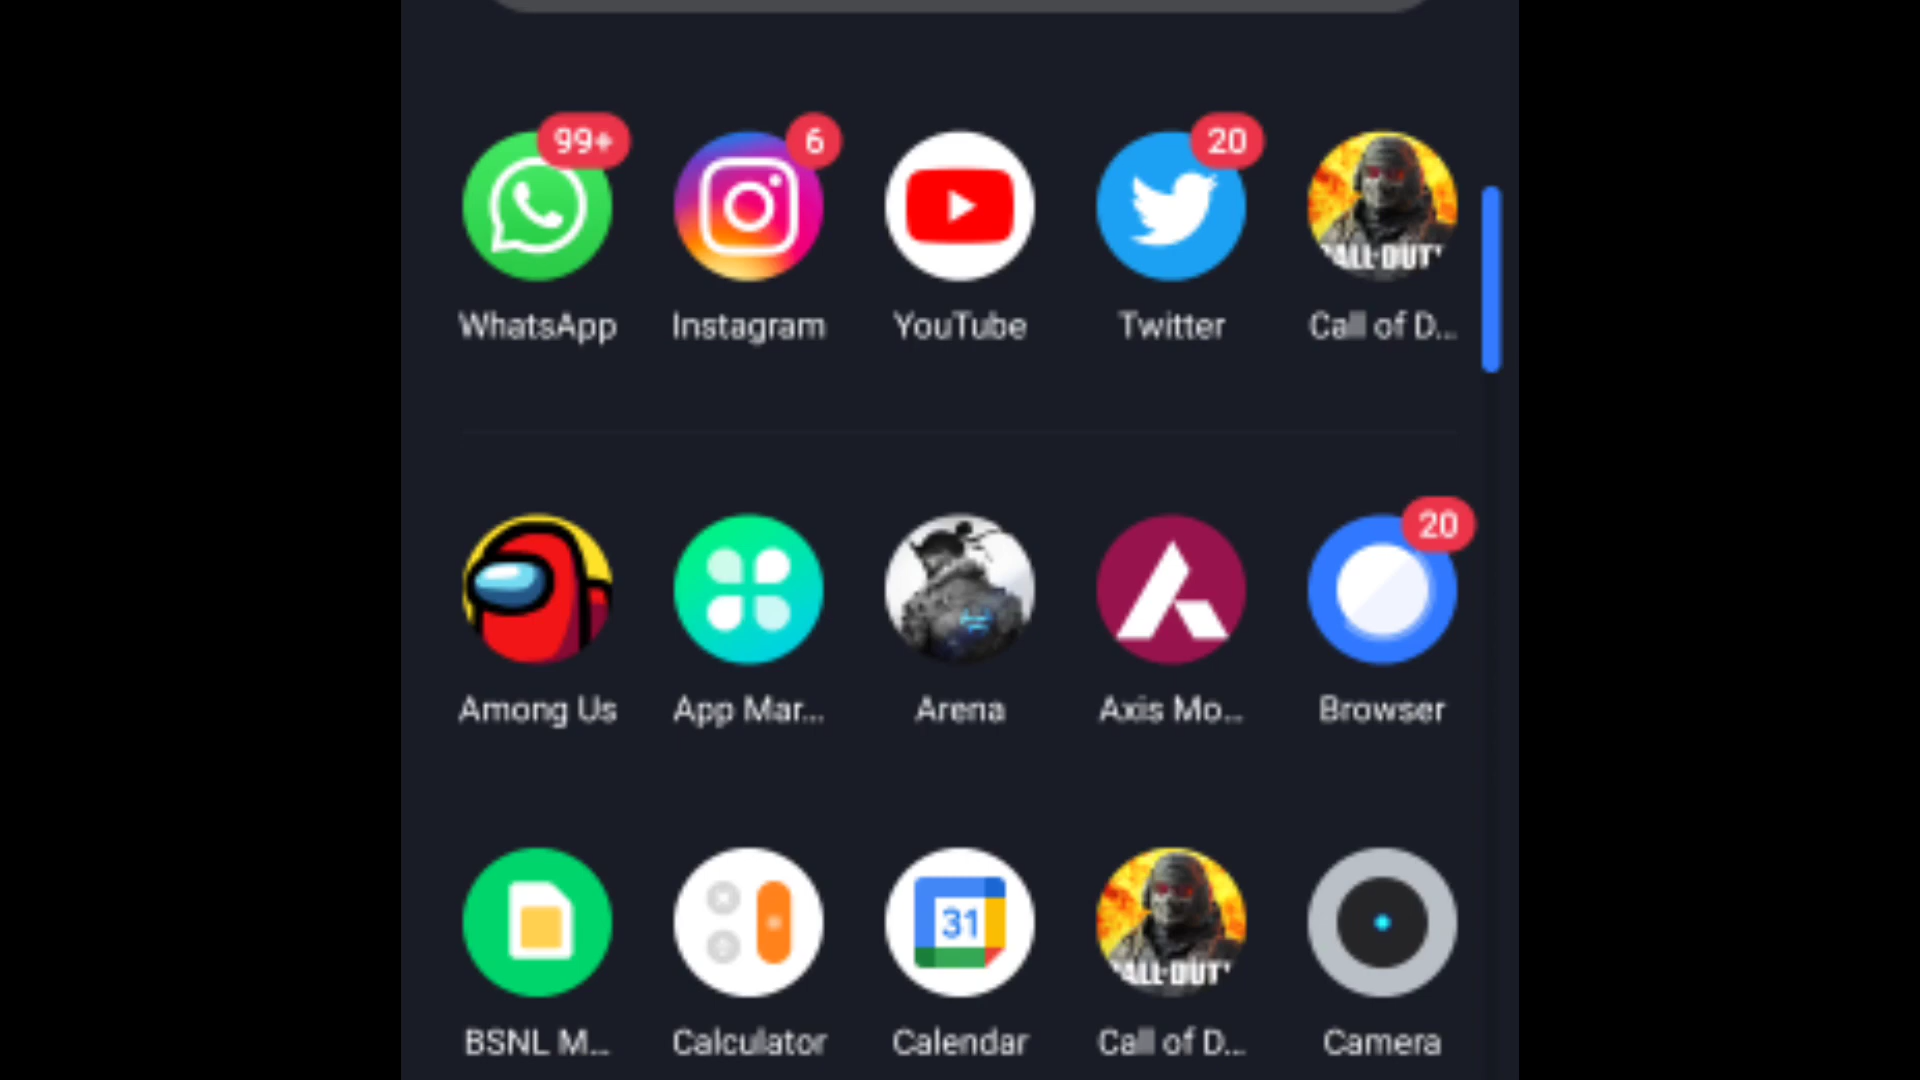 99+ 6 20
WhatsApp Instagram YouTube Twitter Call of D...
20
Among Us App Mar... Arena Axis Mo... Browser
31
BSNL M... Calculator Calendar Call of D... Camera